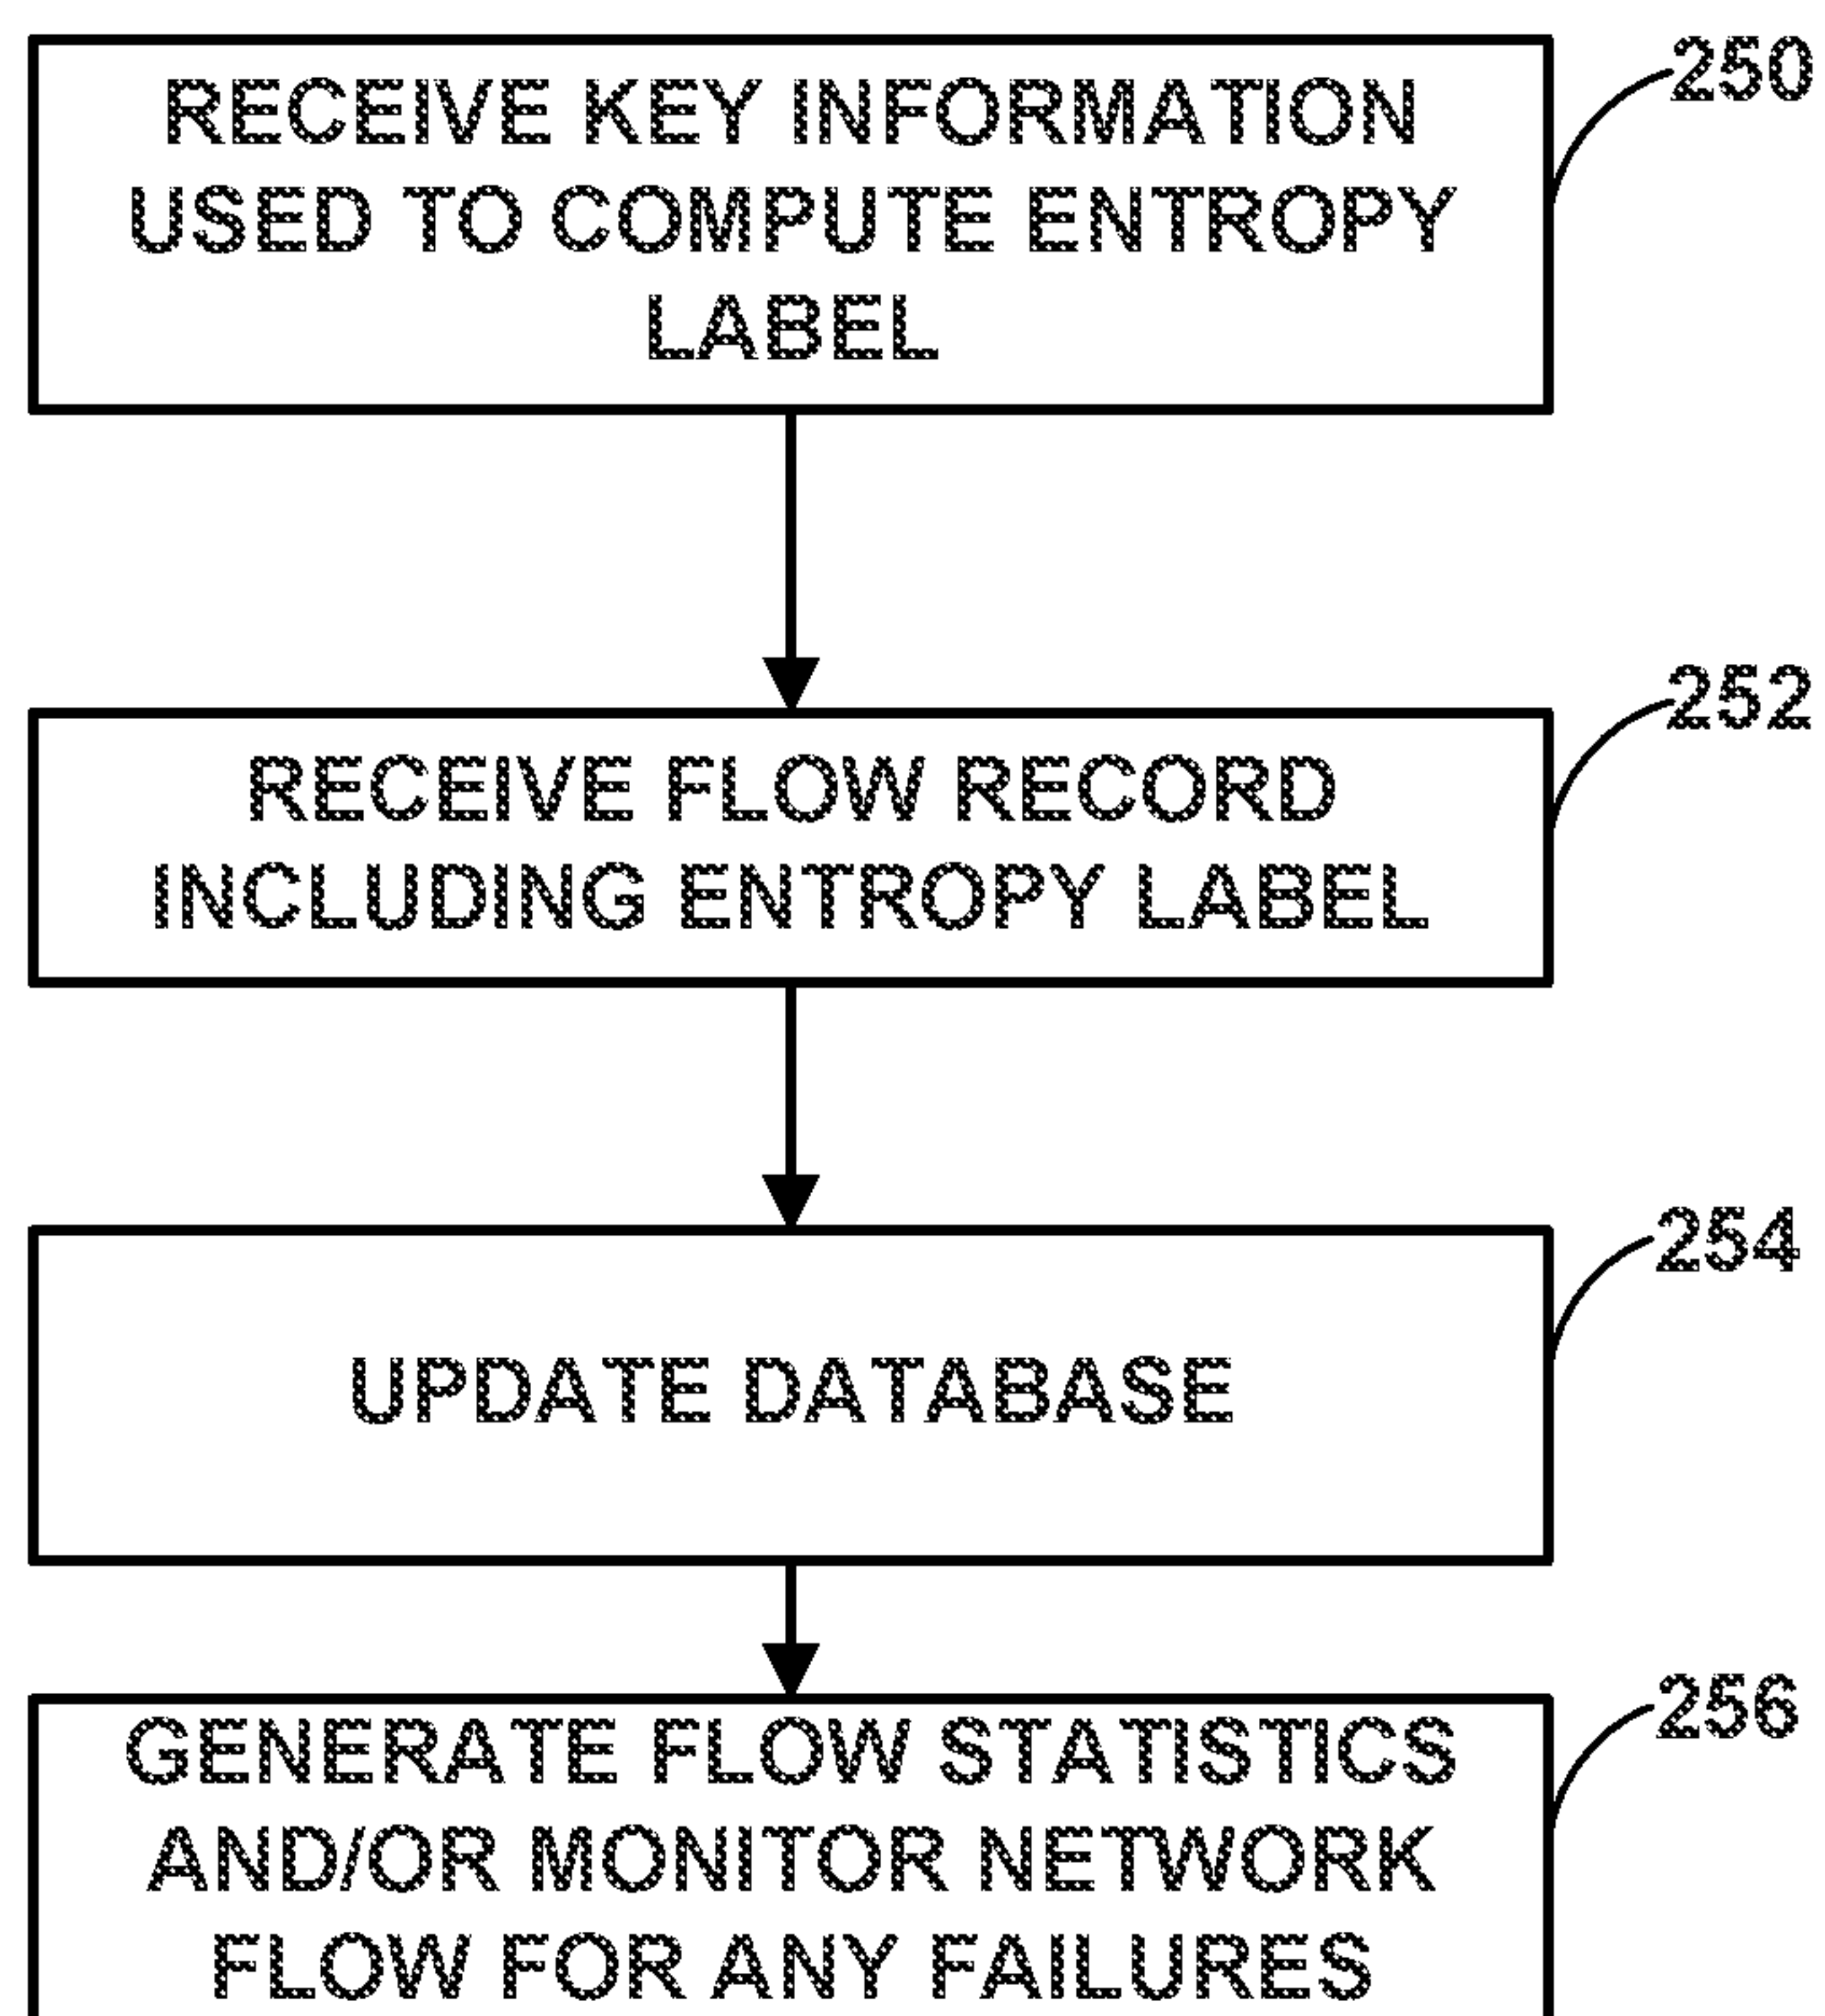 RECEIVE KEY INFORMATION
USED TO COMPUTE ENTROPY
LABEL
250
RECEIVE FLOW RECORD
INCLUDING ENTROPY LABEL
252
UPDATE DATABASE
254
GENERATE FLOW STATISTICS
AND/OR MONITOR NETWORK
FLOW FOR ANY FAILURES
256